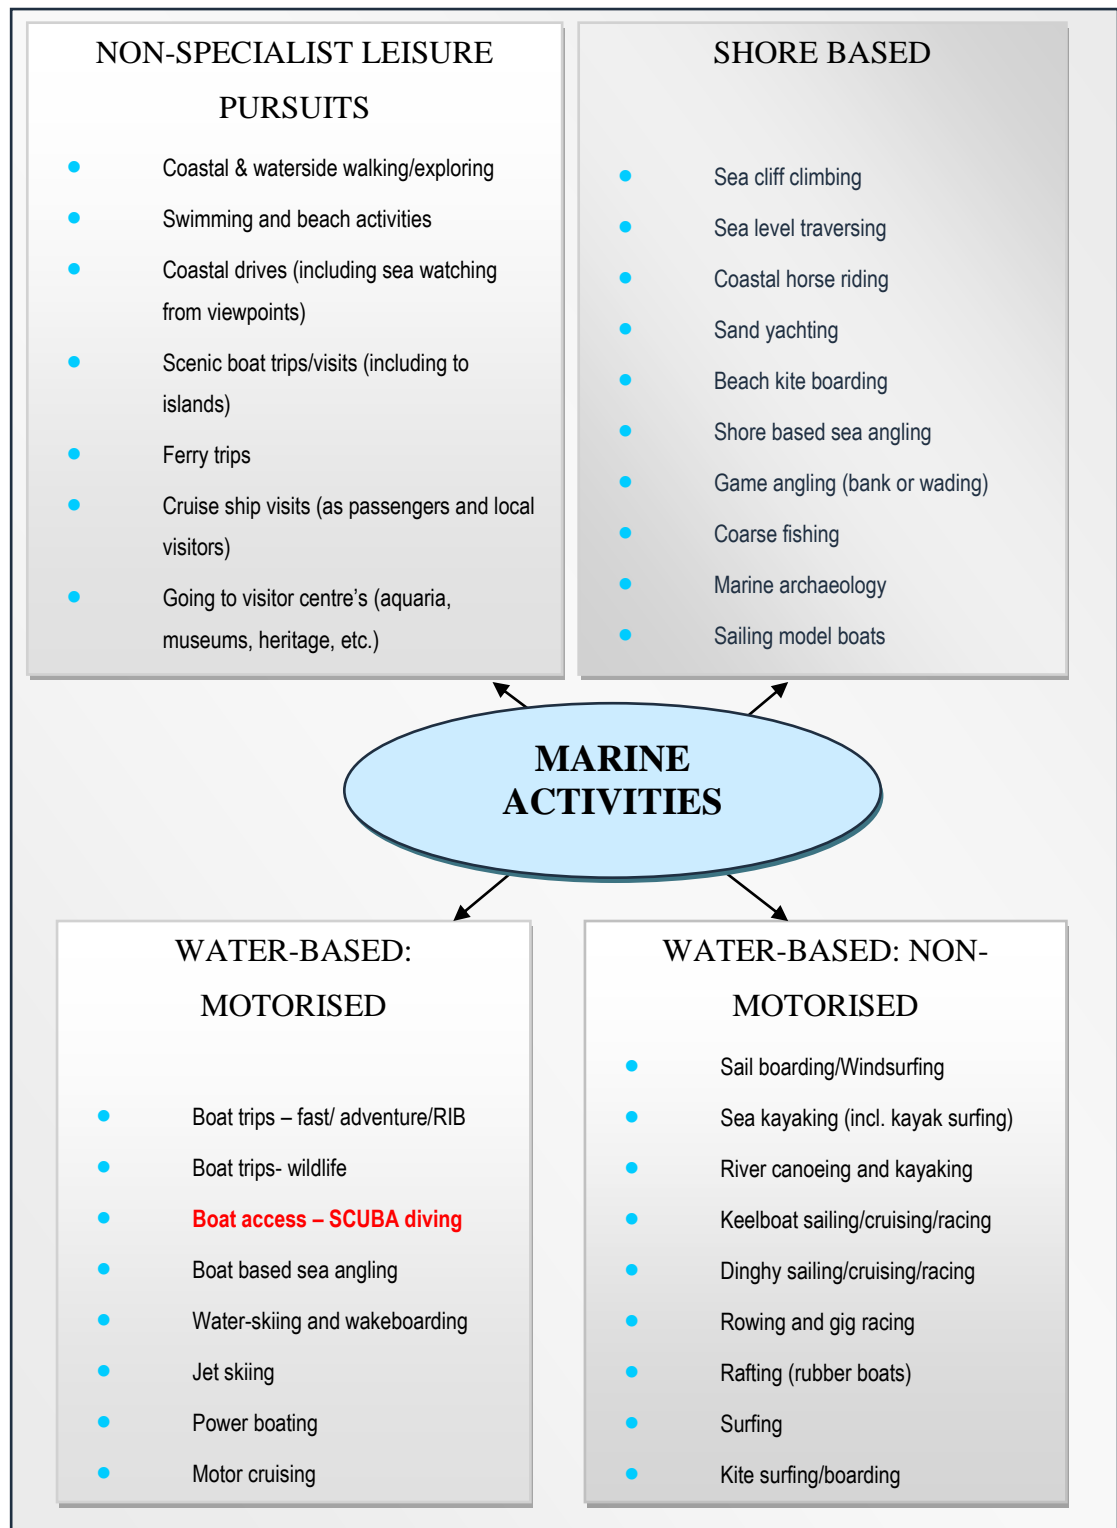 NON-SPECIALIST LEISURE
PURSUITS
Coastal & waterside walking/exploring
Swimming and beach activities
Coastal drives (including sea watching
from viewpoints)
Scenic boat trips/visits (including to
islands)
Ferry trips
Cruise ship visits (as passengers and local
visitors)
Going to visitor centre’s (aquaria,
museums, heritage, etc.)
SHORE BASED
Sea cliff climbing
Sea level traversing
Coastal horse riding
Sand yachting
Beach kite boarding
Shore based sea angling
Game angling (bank or wading)
Coarse fishing
Marine archaeology
Sailing model boats
MARINE
ACTIVITIES
WATER-BASED:
MOTORISED
Boat trips – fast/ adventure/RIB
Boat trips- wildlife
Boat access – SCUBA diving
Boat based sea angling
Water-skiing and wakeboarding
Jet skiing
Power boating
Motor cruising
WATER-BASED: NON-
MOTORISED
Sail boarding/Windsurfing
Sea kayaking (incl. kayak surfing)
River canoeing and kayaking
Keelboat sailing/cruising/racing
Dinghy sailing/cruising/racing
Rowing and gig racing
Rafting (rubber boats)
Surfing
Kite surfing/boarding